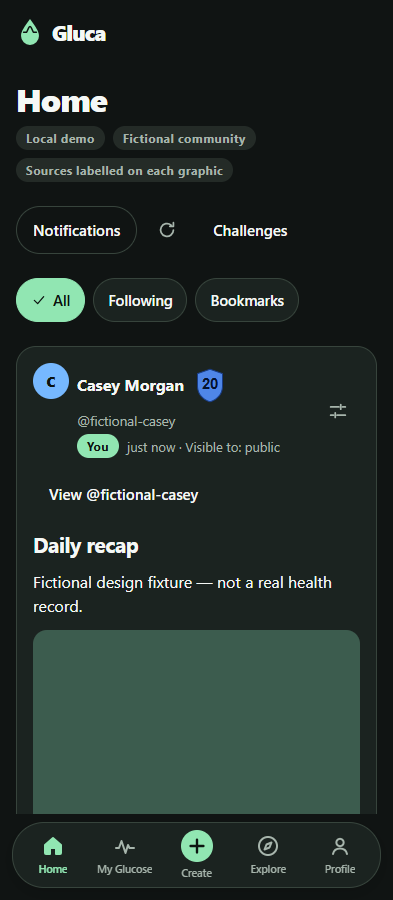 Gluca
Home
Local demo
Fictional community
Sources labelled on each graphic
Notifications
Challenges
All
Following
Bookmarks
C
Casey Morgan
20
@fictional-casey
You
just now · Visible to: public
View @fictional-casey
Daily recap
Fictional design fixture — not a real health
record.
Home
My Glucose
Create
Explore
Profile